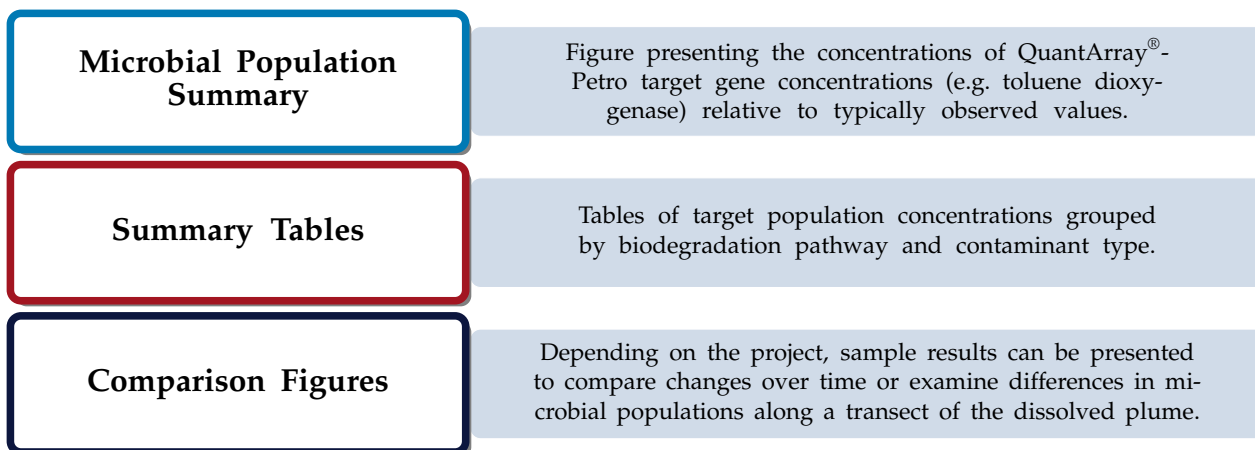 Microbial Population
Summary
Figure presenting the concentrations of QuantArray®-
Petro target gene concentrations (e.g. toluene dioxy-
genase) relative to typically observed values.
Summary Tables
Tables of target population concentrations grouped
by biodegradation pathway and contaminant type.
Comparison Figures
Depending on the project, sample results can be presented
to compare changes over time or examine differences in mi-
crobial populations along a transect of the dissolved plume.